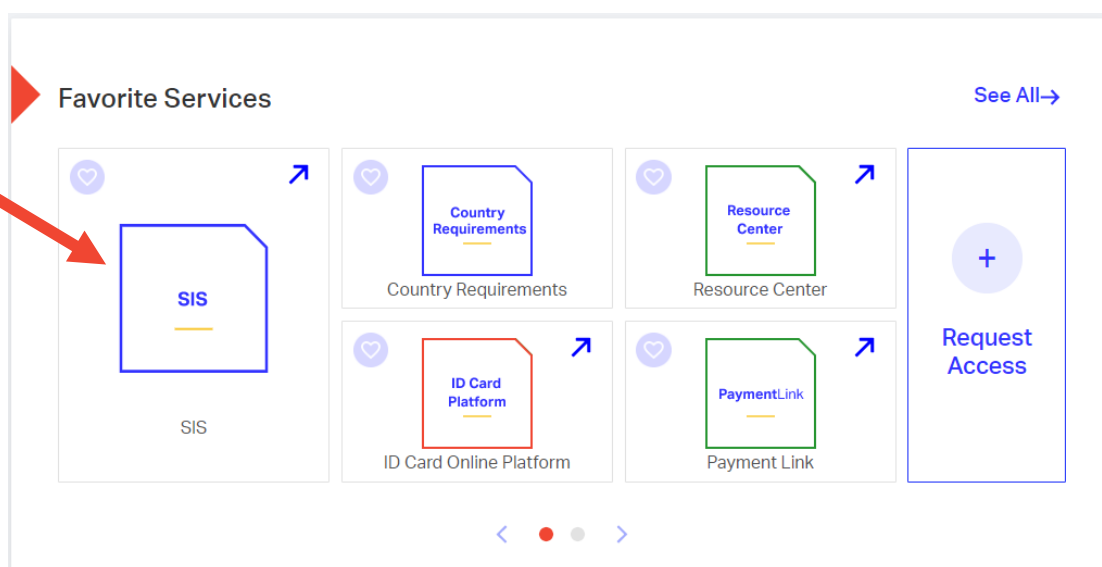 Favorite Services
See All→
SIS
SIS
Country
Requirements
Country Requirements
Resource
Center
Resource Center
ID Card
Platform
ID Card Online Platform
PaymentLink
Payment Link
+
Request
Access